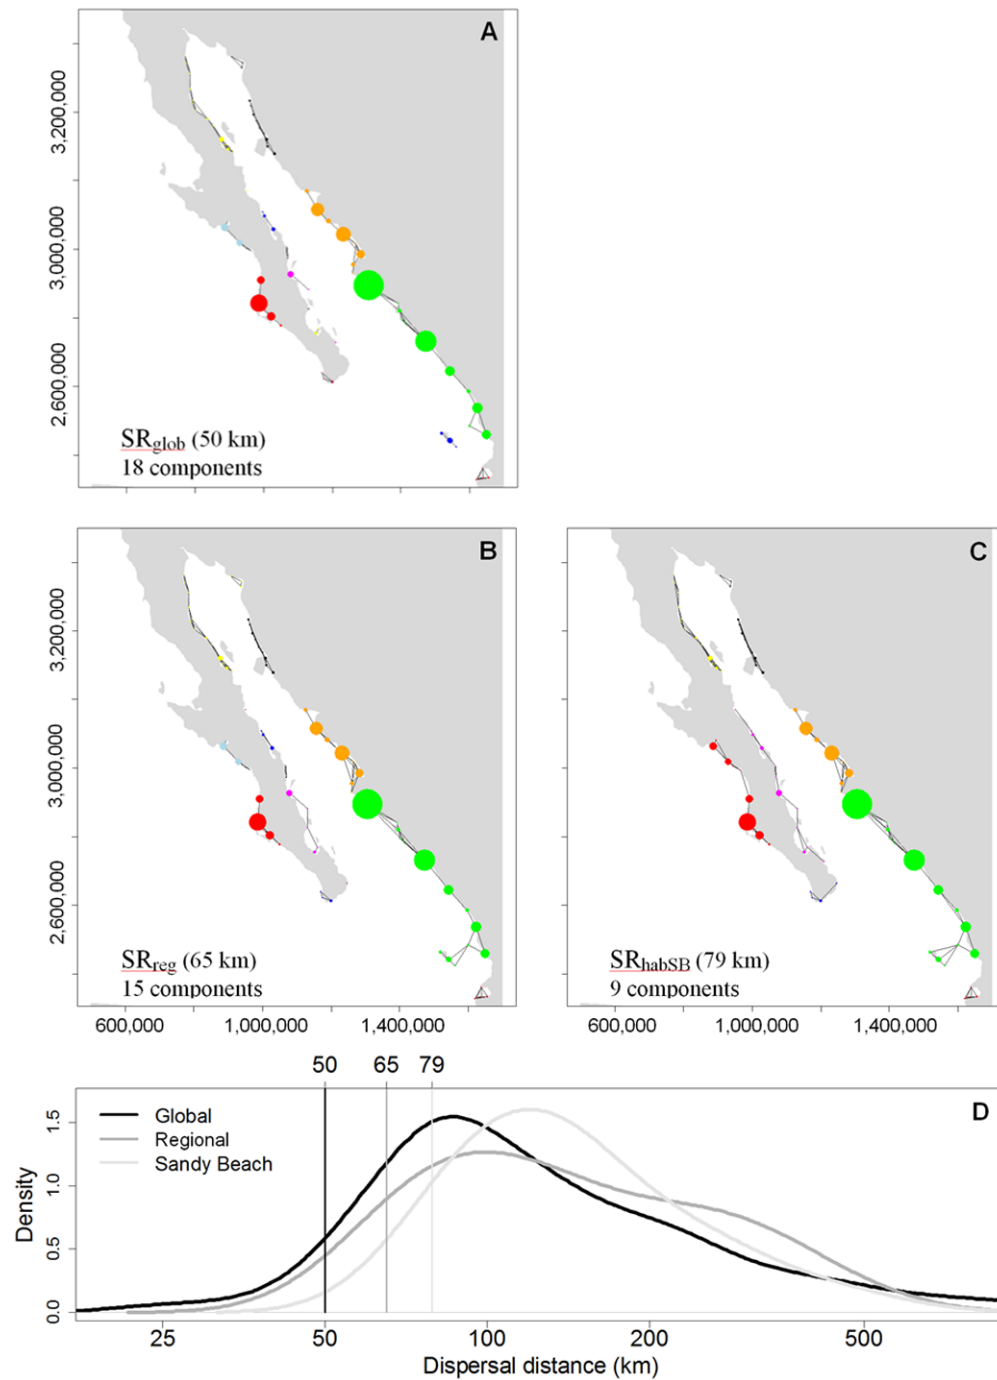 A
3,200,000
3,000,000
2,600,000
SRglob (50 km)
18 components
B
C
3,200,000
3,000,000
2,600,000
SRreg (65 km)
15 components
SRhabSB (79 km)
9 components
600,000 1,000,000 1,400,000
600,000 1,000,000 1,400,000
50 65 79
D
Global
Regional
Sandy Beach
Density
1.5
1.0
0.5
0.0
25 50 100 200 500
Dispersal distance (km)